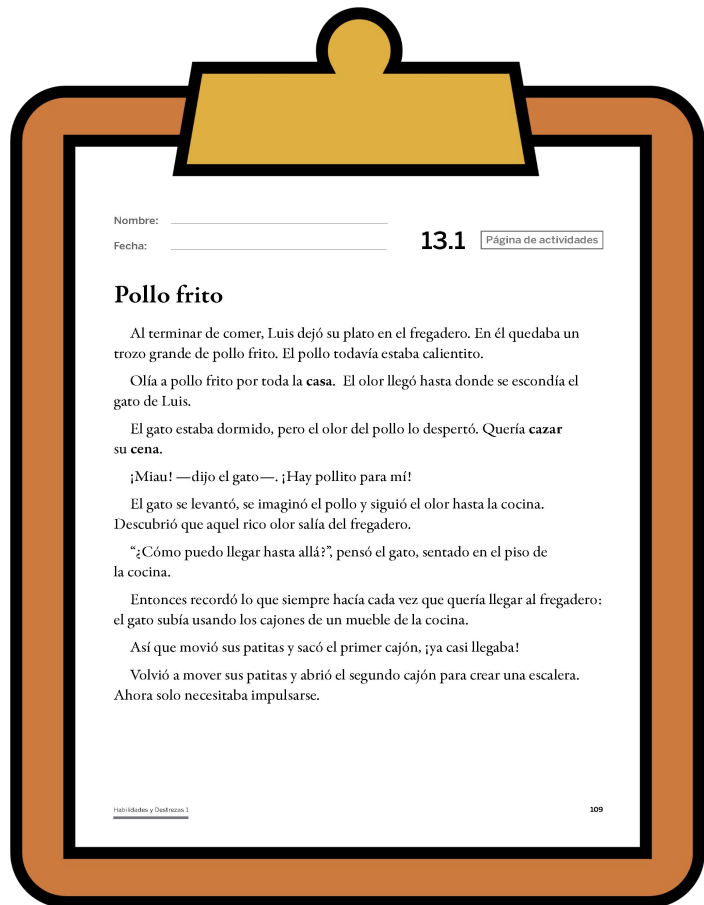 Nombre:
13.1 Página de actividades
Fecha:
Pollo frito
Al terminar de comer, Luis dejó su plato en el fregadero. En él quedaba un
trozo grande de pollo frito. El pollo todavía estaba calientito.
Olía a pollo frito por toda la casa. El olor llegó hasta donde se escondía el
gato de Luis.
El gato estaba dormido, pero el olor del pollo lo despertó. Quería cazar
su cena.
¡Miau! —dijo el gato—. ¡Hay pollito para mí!
El gato se levantó, se imaginó el pollo y siguió el olor hasta la cocina.
Descubrió que aquel rico olor salía del fregadero.
“¿Cómo puedo llegar hasta allá?”, pensó el gato, sentado en el piso de
la cocina.
Entonces recordó lo que siempre hacía cada vez que quería llegar al fregadero:
el gato subía usando los cajones de un mueble de la cocina.
Así que movió sus patitas y sacó el primer cajón, ¡ya casi llegaba!
Volvió a mover sus patitas y abrió el segundo cajón para crear una escalera.
Ahora solo necesitaba impulsarse.
Habilidades y Destrezas 1
109